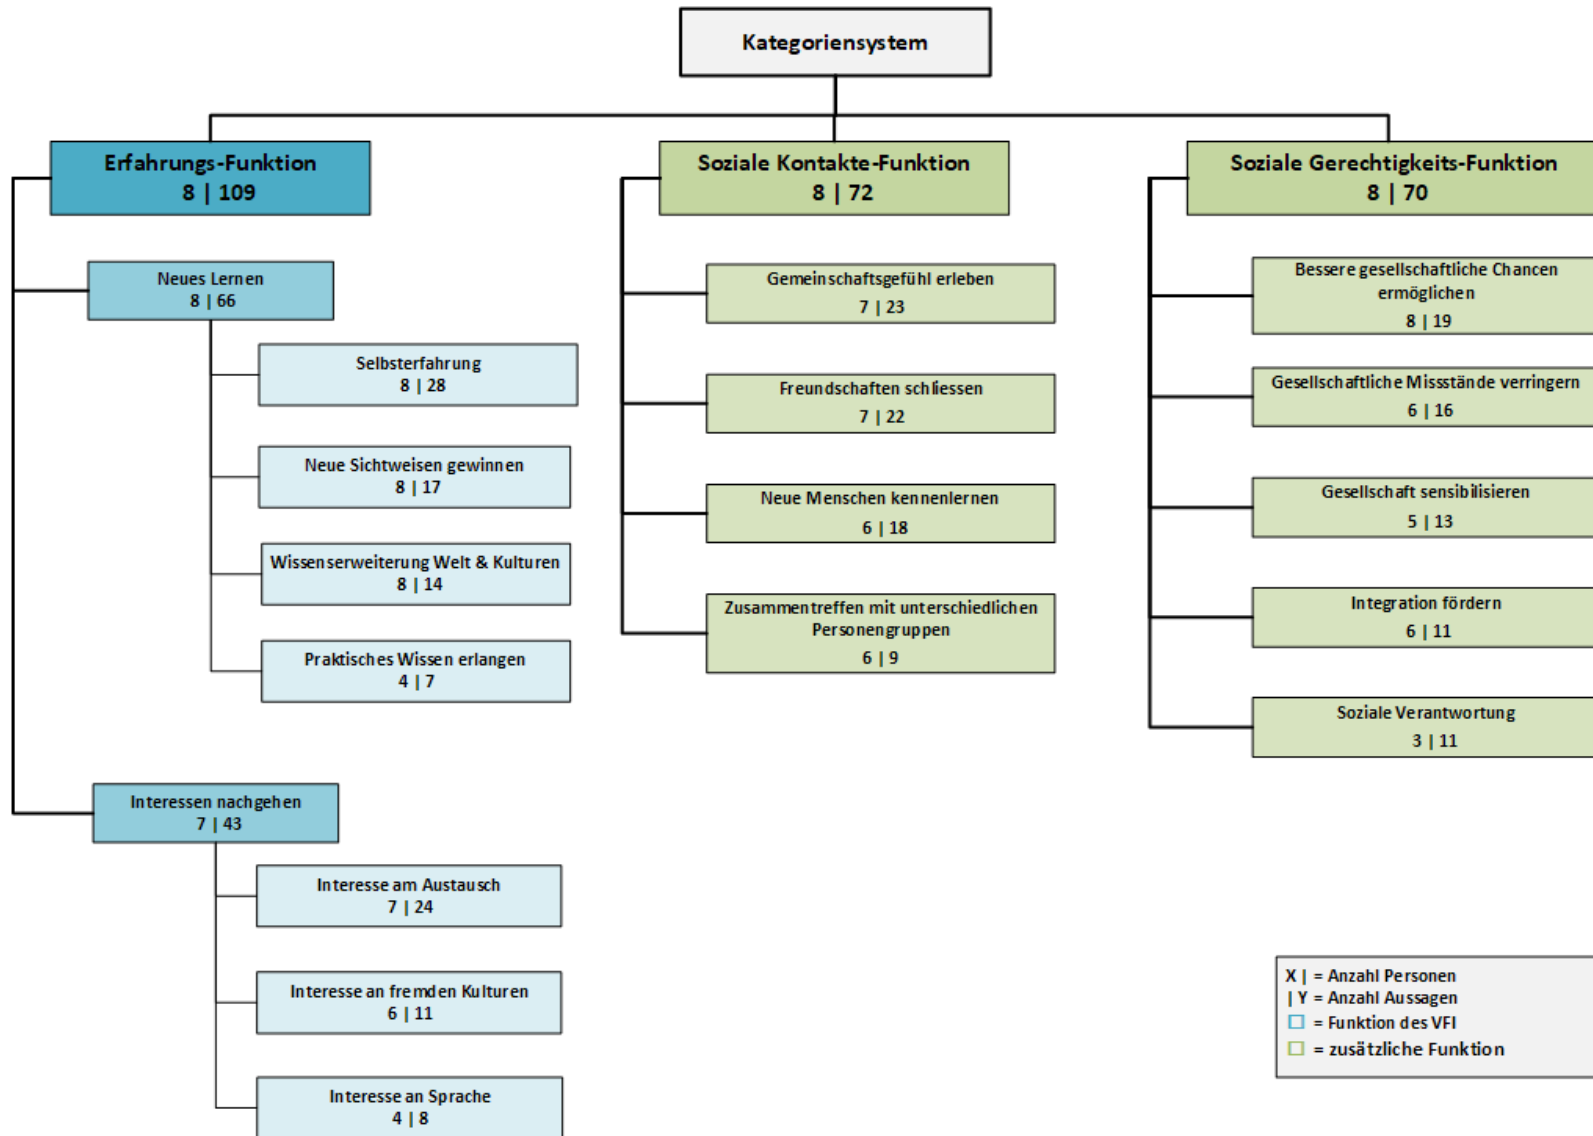 Kategoriensystem
Erfahrungs-Funktion
8 | 109
Neues Lernen
8 | 66
Selbsterfahrung
8 | 28
Neue Sichtweisen gewinnen
8 | 17
Wissenserweiterung Welt & Kulturen
8 | 14
Praktisches Wissen erlangen
4 | 7
Interessen nachgehen
7 | 43
Interesse am Austausch
7 | 24
Interesse an fremden Kulturen
6 | 11
Interesse an Sprache
4 | 8
Soziale Kontakte-Funktion
8 | 72
Gemeinschaftsgefühl erleben
7 | 23
Freundschaften schliessen
7 | 22
Neue Menschen kennenlernen
6 | 18
Zusammentreffen mit unterschiedlichen
Personengruppen
6 | 9
Soziale Gerechtigkeits-Funktion
8 | 70
Bessere gesellschaftliche Chancen
ermöglichen
8 | 19
Gesellschaftliche Missstände verringern
6 | 16
Gesellschaft sensibilisieren
5 | 13
Integration fördern
6 | 11
Soziale Verantwortung
3 | 11
X | = Anzahl Personen
| Y = Anzahl Aussagen
= Funktion des VFI
= zusätzliche Funktion